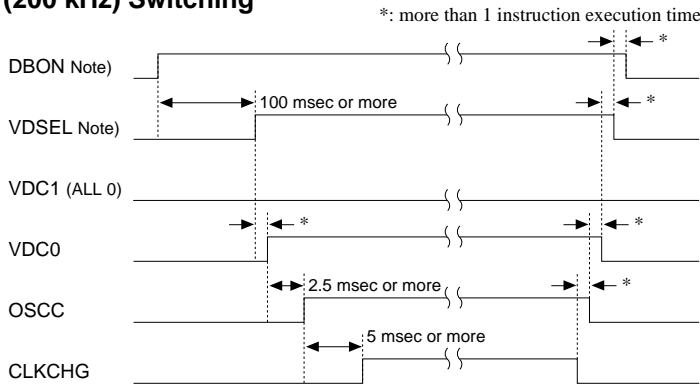 (200 kHz) Switching
*: more than 1 instruction execution time
DBON Note)
*
100 msec or more
*
VDSEL Note)
VDC1 (ALL 0)
*
*
VDC0
2.5 msec or more
*
OSCC
5 msec or more
CLKCHG